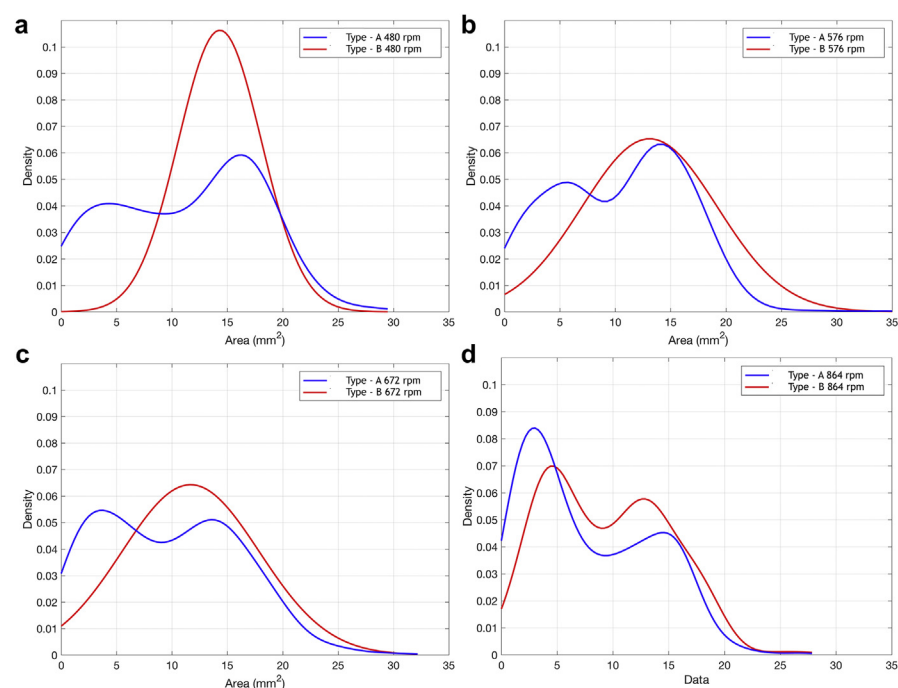 a
Type - A 480 rpm
Type - B 480 rpm
0.1
0.09
0.08
0.07
0.06
0.05
0.04
0.03
0.02
0.01
0
Density
0 5 10 15 20 25 30 35
Area (mm²)
b
Type - A 576 rpm
Type - B 576 rpm
0.1
0.09
0.08
0.07
0.06
0.05
0.04
0.03
0.02
0.01
0
Density
0 5 10 15 20 25 30 35
Area (mm²)
c
Type - A 672 rpm
Type - B 672 rpm
0.1
0.09
0.08
0.07
0.06
0.05
0.04
0.03
0.02
0.01
0
Density
0 5 10 15 20 25 30 35
Area (mm²)
d
Type - A 864 rpm
Type - B 864 rpm
0.1
0.09
0.08
0.07
0.06
0.05
0.04
0.03
0.02
0.01
0
Density
0 5 10 15 20 25 30 35
Data